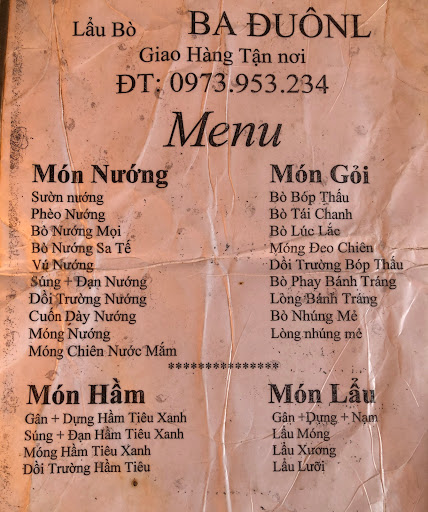 Lẩu Bò BA ĐUÔNL
Giao Hàng Tận nơi
ĐT: 0973.953.234
Menu
Món Nướng
Sườn nướng
Phèo Nướng
Bò Nướng Mọi
Bò Nướng Sa Tế
Vú Nướng
Súng + Đạn Nướng
Dồi Trường Nướng
Cuốn Dày Nướng
Móng Nướng
Móng Chiên Nước Mắm
Món Gỏi
Bò Bóp Thấu
Bò Tái Chanh
Bò Lúc Lắc
Móng Đeo Chiên
Dồi Trường Bóp Thấu
Bò Phay Bánh Tráng
Lòng Bánh Tráng
Bò Nhúng Mẻ
Lòng nhúng mẻ
***************
Món Hầm
Gân + Dựng Hầm Tiêu Xanh
Súng + Đạn Hầm Tiêu Xanh
Móng Hầm Tiêu Xanh
Dồi Trường Hầm Tiêu
Món Lẩu
Gân +Dựng + Nạm
Lẩu Móng
Lẩu Xương
Lẩu Lưỡi